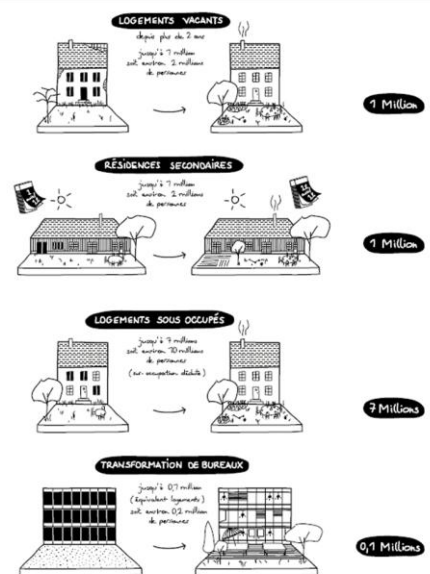 LOGEMENTS VACANTS
depuis plus de 2 ans
jusqu'à 1 million
soit environ 2 millions
de personnes
1 Million
RÉSIDENCES SECONDAIRES
jusqu'à 1 million
soit environ 2 millions
de personnes
1 Million
LOGEMENTS SOUS OCCUPÉS
jusqu'à 7 millions
soit environ 10 millions
de personnes
(sur-occupation déduite)
7 Millions
TRANSFORMATION DE BUREAUX
jusqu'à 0,1 million
(équivalent logements)
soit environ 0,2 million
de personnes
0,1 Millions